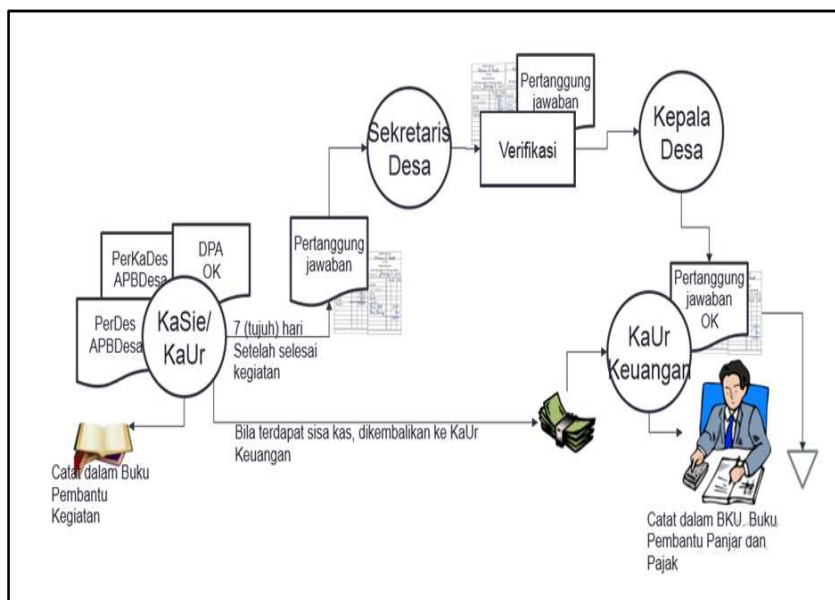 Pertanggung
jawaban
Sekretaris
Desa
Verifikasi
Kepala
Desa
PerKaDes
APBDesa
DPA
OK
PerDes
APBDesa
KaSie/
KaUr
Pertanggung
jawaban
7 (tujuh) hari
Setelah selesai
kegiatan
Pertanggung
jawaban
OK
KaUr
Keuangan
Bila terdapat sisa kas, dikembalikan ke KaUr
Keuangan
Catat dalam Buku
Pembantu
Kegiatan
Catat dalam BKU, Buku
Pembantu Panjar dan
Pajak